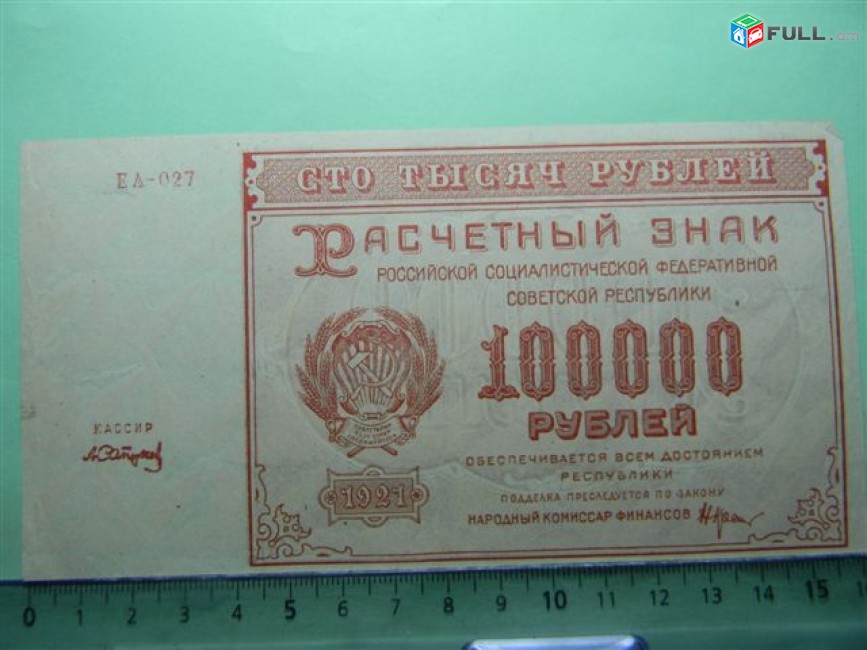 FULL.am
ЕА-027
СТО ТЫСЯЧ РУБЛЕЙ
РАСЧЕТНЫЙ ЗНАК
РОССИЙСКОЙ СОЦИАЛИСТИЧЕСКОЙ ФЕДЕРАТИВНОЙ
СОВЕТСКОЙ РЕСПУБЛИКИ
100000
РУБЛЕЙ
КАССИР
ОБЕСПЕЧИВАЕТСЯ ВСЕМ ДОСТОЯНИЕМ
РЕСПУБЛИКИ
ПОДДЕЛКА ПРЕСЛЕДУЕТСЯ ПО ЗАКОНУ
НАРОДНЫЙ КОМИССАР ФИНАНСОВ
1921
0 1 2 3 4 5 6 7 8 9 10 11 12 13 14 15 1